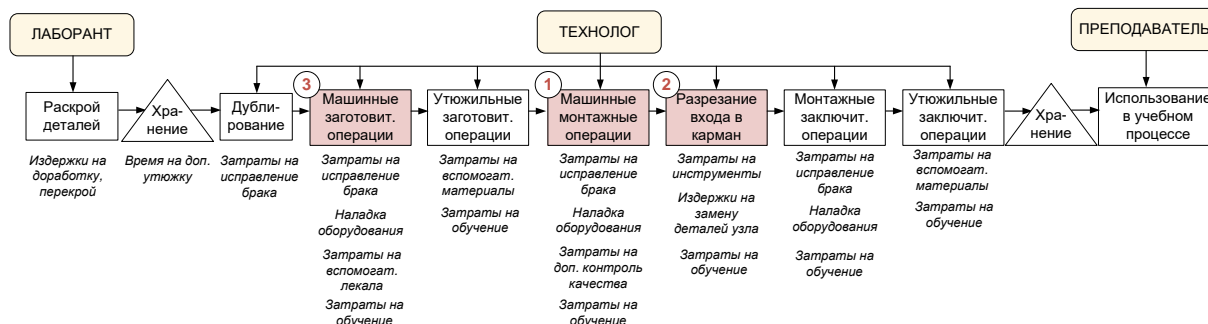 ЛАБОРАНТ
ТЕХНОЛОГ
ПРЕПОДАВАТЕЛЬ
Раскрой
деталей
Хра-
нение
Дубли-
рование
3
Машинные
заготовит.
операции
Утюжильные
заготовит.
операции
1
Машинные
монтажные
операции
2
Разрезание
входа в
карман
Монтажные
заключит.
операции
Утюжильные
заключит.
операции
Хра-
нение
Использование
в учебном
процессе
Издержки на
доработку,
перекрой
Время на доп.
утюжку
Затраты на
исправление
брака
Затраты на
исправление
брака
Наладка
оборудования
Затраты на
вспомогат.
лекала
Затраты на
обучение
Затраты на
вспомогат.
материалы
Затраты на
обучение
Затраты на
исправление
брака
Наладка
оборудования
Затраты на
доп. контроль
качества
Затраты на
обучение
Затраты на
инструменты
Издержки на
замену
деталей узла
Затраты на
обучение
Затраты на
исправление
брака
Наладка
оборудования
Затраты на
обучение
Затраты на
вспомогат.
материалы
Затраты на
обучение